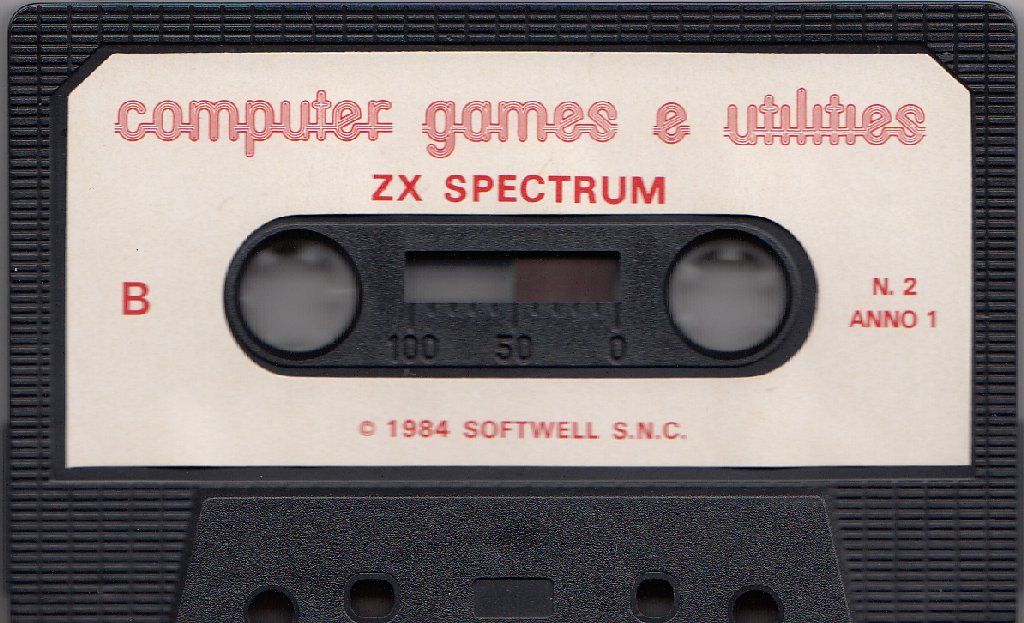 computer games e utilities
ZX SPECTRUM
B
N. 2
ANNO 1
100 50 0
© 1984 SOFTWELL S.N.C.